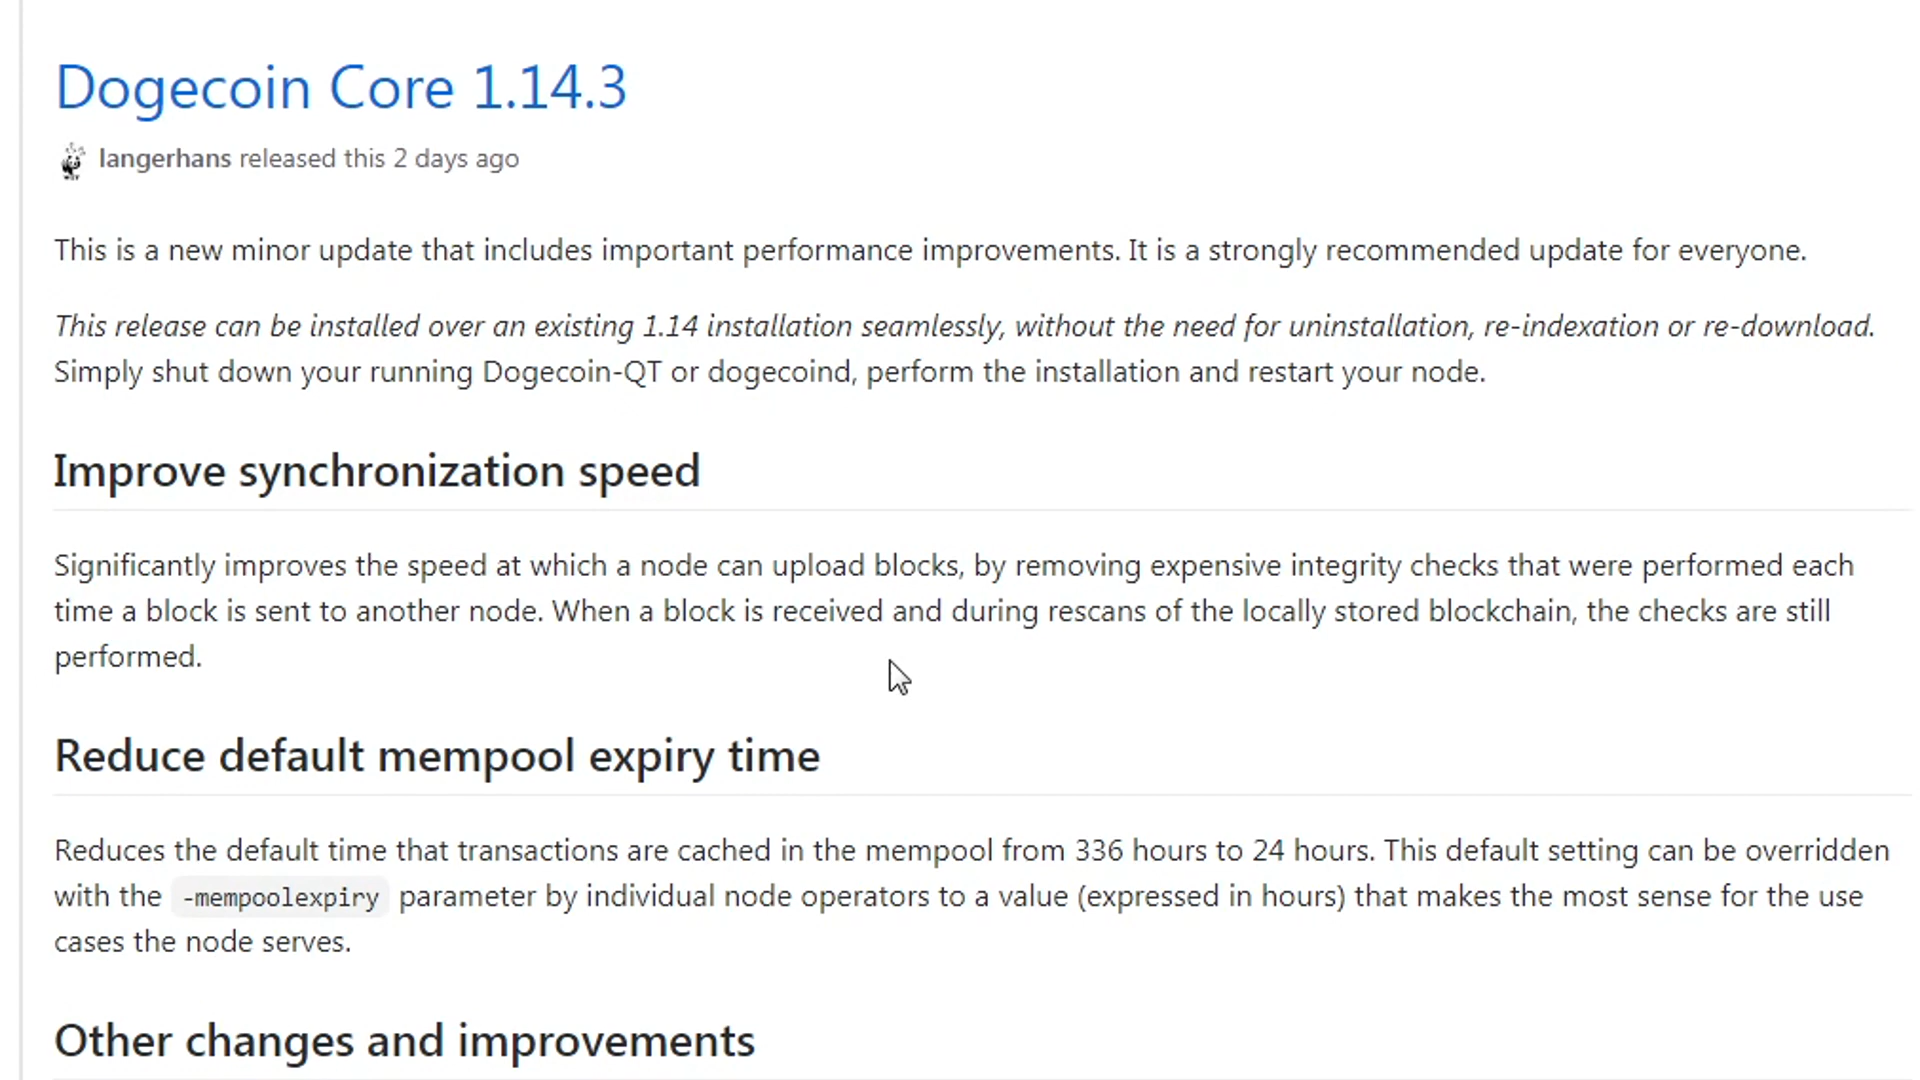 Dogecoin Core 1.14.3
langerhans released this 2 days ago
This is a new minor update that includes important performance improvements. It is a strongly recommended update for everyone.
This release can be installed over an existing 1.14 installation seamlessly, without the need for uninstallation, re-indexation or re-download.
Simply shut down your running Dogecoin-QT or dogecoind, perform the installation and restart your node.
Improve synchronization speed
Significantly improves the speed at which a node can upload blocks, by removing expensive integrity checks that were performed each
time a block is sent to another node. When a block is received and during rescans of the locally stored blockchain, the checks are still
performed.
Reduce default mempool expiry time
Reduces the default time that transactions are cached in the mempool from 336 hours to 24 hours. This default setting can be overridden
with the -mempoolexpiry parameter by individual node operators to a value (expressed in hours) that makes the most sense for the use
cases the node serves.
Other changes and improvements